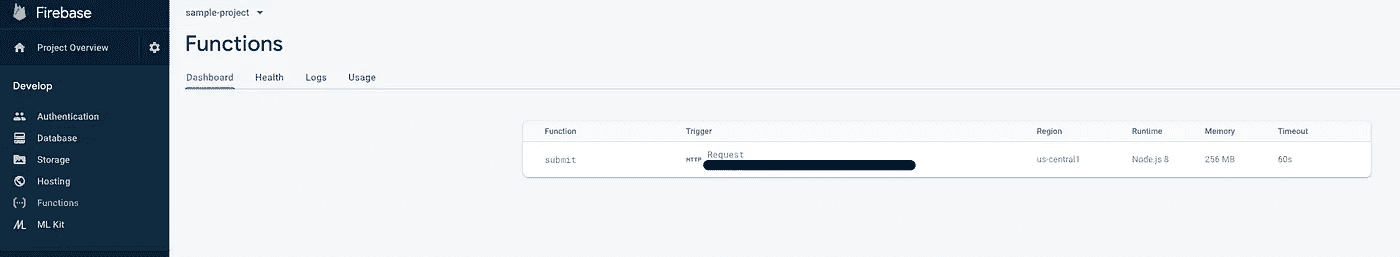 Firebase
sample-project
Project Overview
Functions
Develop
Dashboard Health Logs Usage
Authentication
Database
Storage
Hosting
Functions
ML Kit
Function Trigger Region Runtime Memory Timeout
submit HTTP Request us-central1 Node.js 8 256 MB 60s